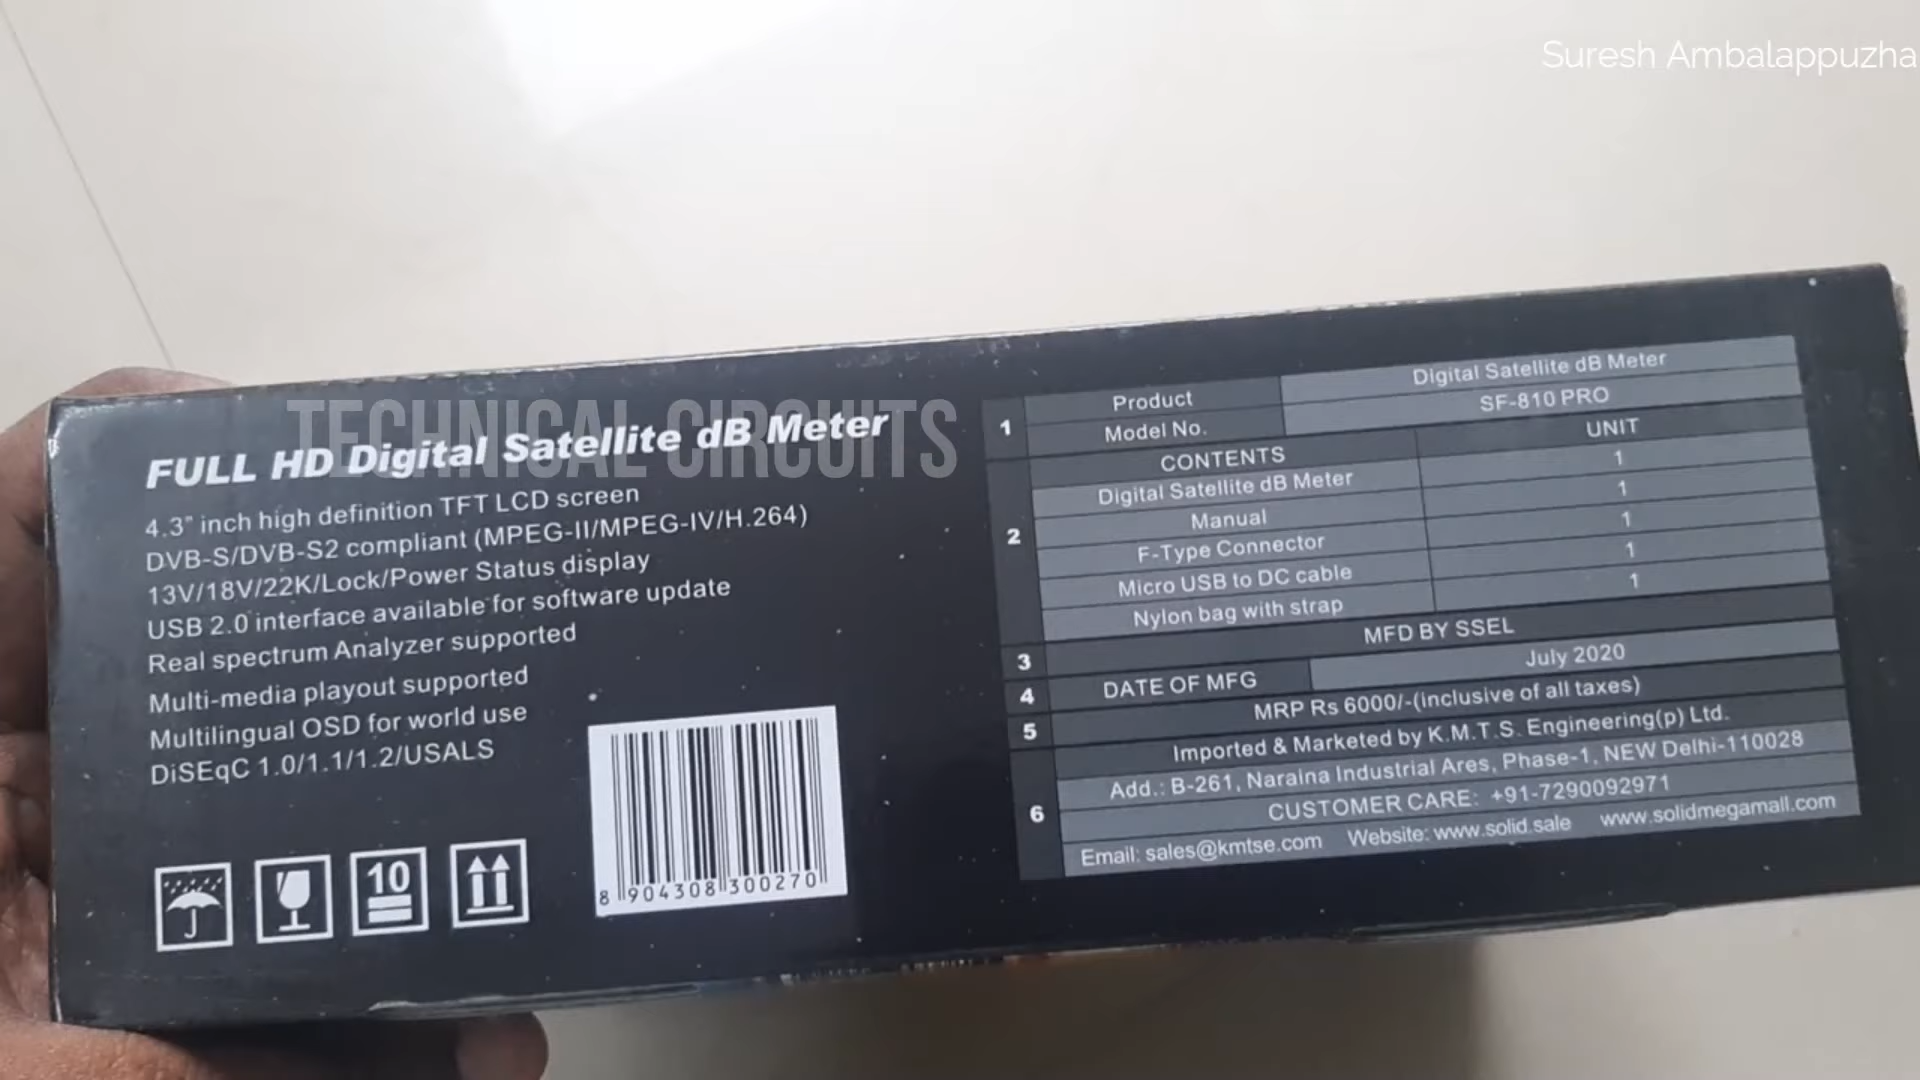 Suresh Ambalappuzha
TECHNICAL CIRCUITS
FULL HD Digital Satellite dB Meter
4.3” inch high definition TFT LCD screen
DVB-S/DVB-S2 compliant (MPEG-II/MPEG-IV/H.264)
13V/18V/22K/Lock/Power Status display
USB 2.0 interface available for software update
Real spectrum Analyzer supported
Multi-media playout supported
Multilingual OSD for world use
DiSEqC 1.0/1.1/1.2/USALS
10
8 904308 300270
1
Product Digital Satellite dB Meter
Model No. SF-810 PRO
2
CONTENTS UNIT
Digital Satellite dB Meter 1
Manual 1
F-Type Connector 1
Micro USB to DC cable 1
Nylon bag with strap 1
3 MFD BY SSEL
4 DATE OF MFG July 2020
5 MRP Rs 6000/-(inclusive of all taxes)
6
Imported & Marketed by K.M.T.S. Engineering(p) Ltd.
Add.: B-261, Naraina Industrial Ares, Phase-1, NEW Delhi-110028
CUSTOMER CARE: +91-7290092971
Email: sales@kmtse.com Website: www.solid.sale www.solidmegamall.com